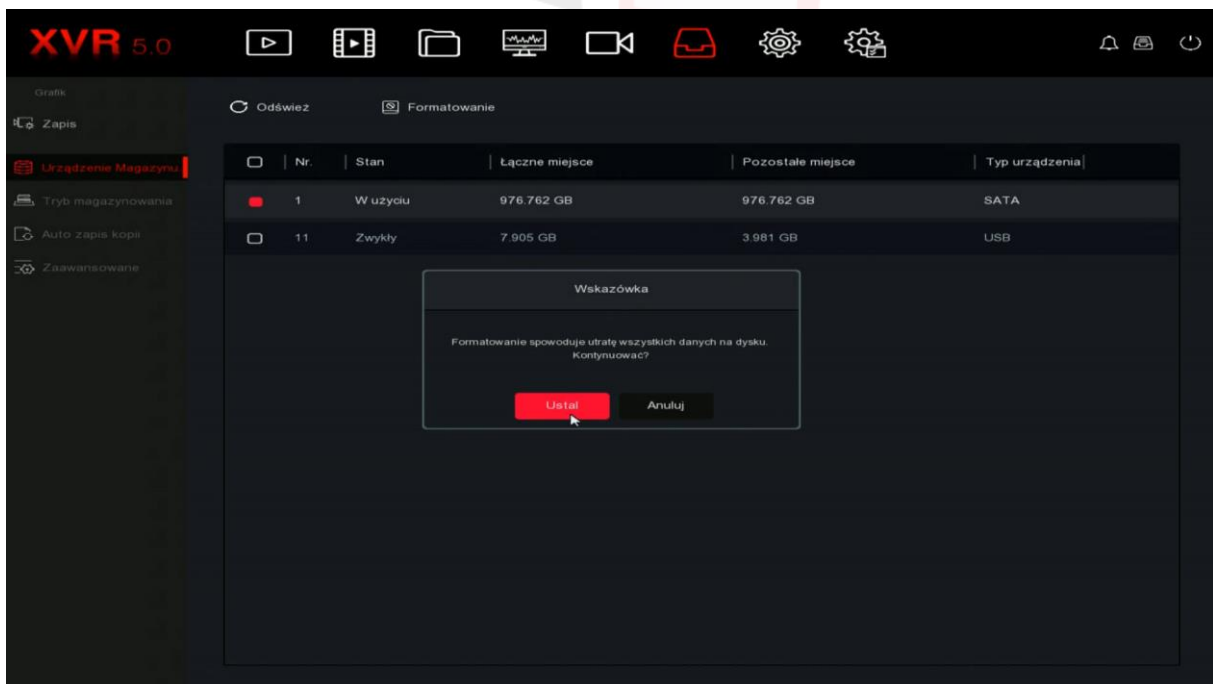 XVR 5.0
Grafik
Zapis
Urządzenie Magazynu
Tryb magazynowania
Auto zapis kopii
Zaawansowane
Odśwież Formatowanie
Nr. Stan Łączne miejsce Pozostałe miejsce Typ urządzenia
1 W użyciu 976.762 GB 976.762 GB SATA
11 Zwykły 7.905 GB 3.981 GB USB
Wskazówka
Formatowanie spowoduje utratę wszystkich danych na dysku.
Kontynuować?
Ustal Anuluj